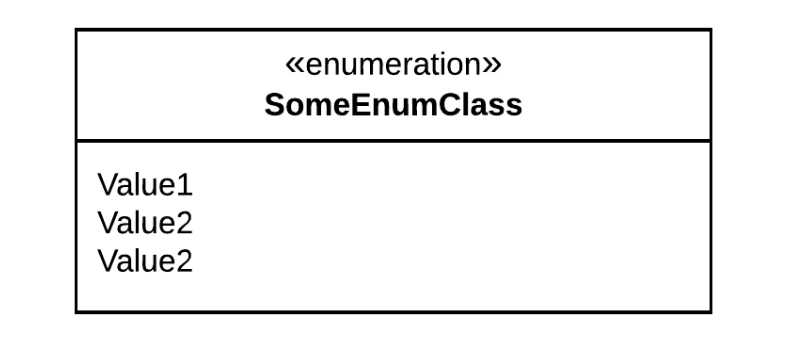 «enumeration»
SomeEnumClass
Value1
Value2
Value2